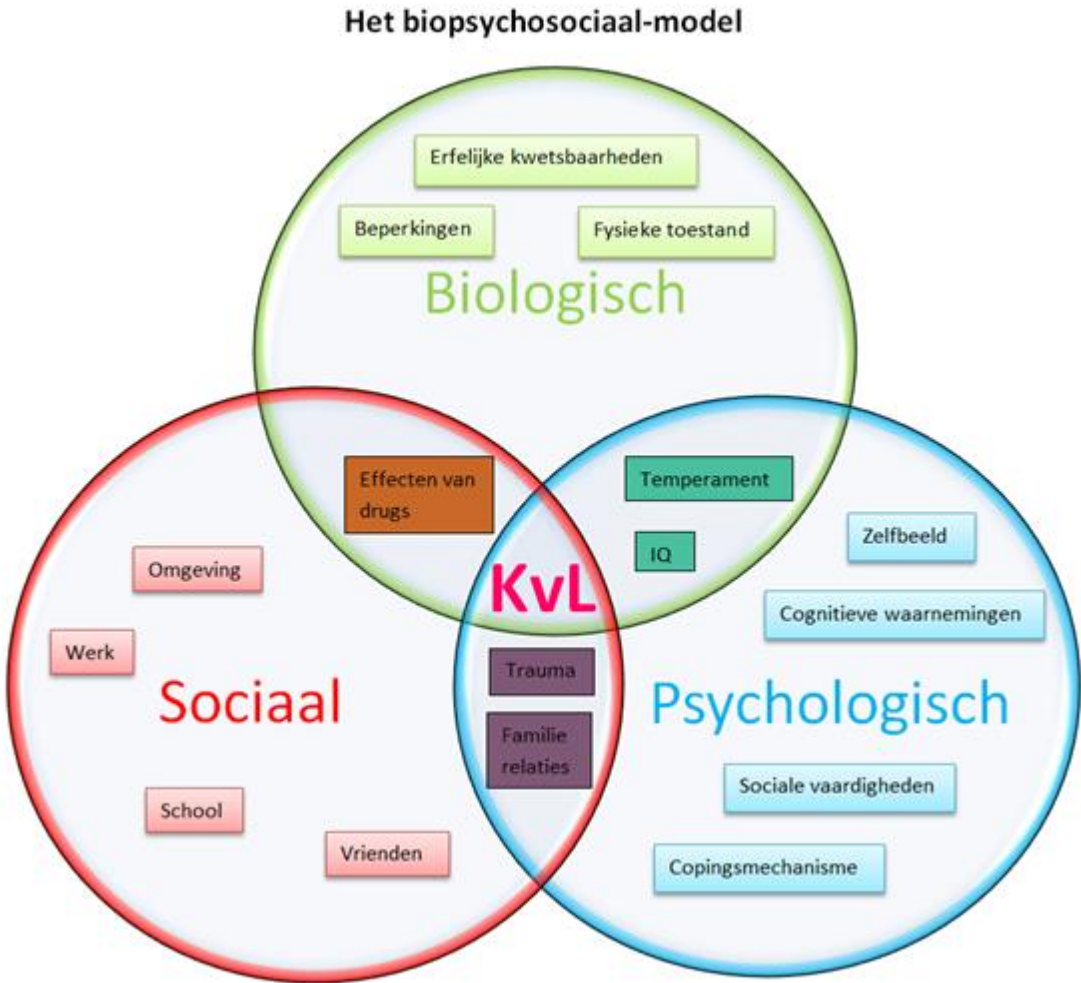 Het biopsychosociaal-model
Erfelijke kwetsbaarheden
Beperkingen
Fysieke toestand
Biologisch
Effecten van
drugs
Temperament
IQ
KvL
Zelfbeeld
Cognitieve waarnemingen
Omgeving
Werk
Sociaal
School
Vrienden
Trauma
Familie
relaties
Psychologisch
Sociale vaardigheden
Copingsmechanisme